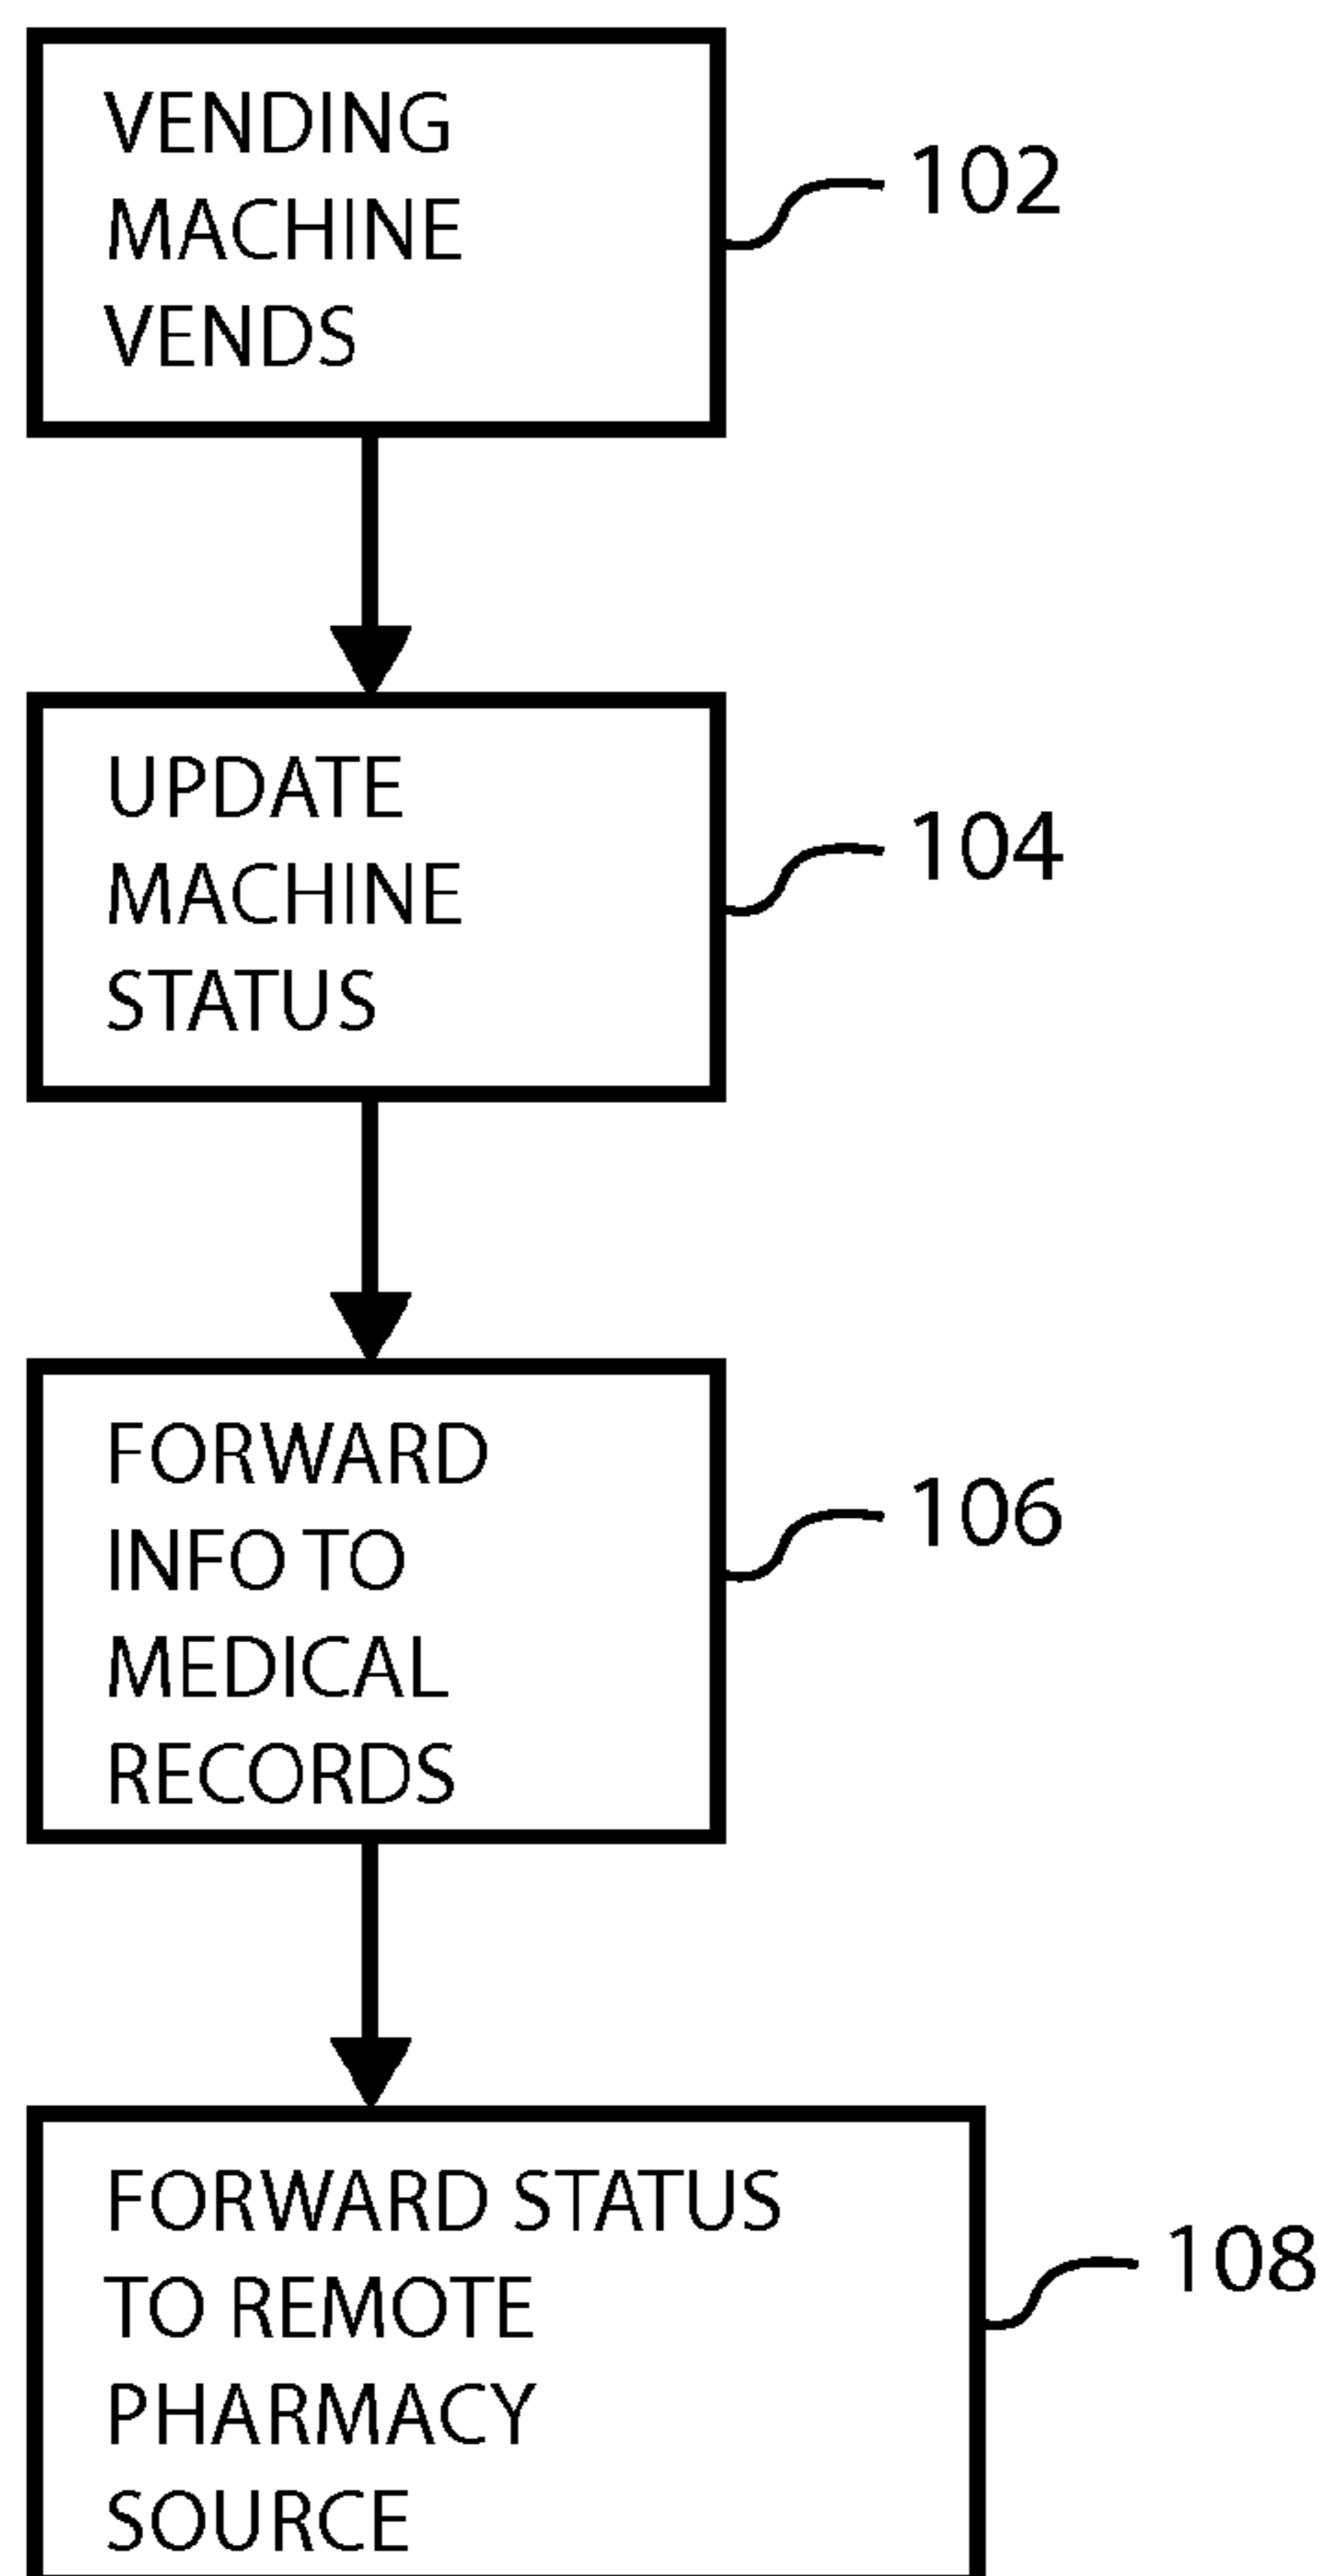 VENDING
MACHINE
VENDS
102
UPDATE
MACHINE
STATUS
104
FORWARD
INFO TO
MEDICAL
RECORDS
106
FORWARD STATUS
TO REMOTE
PHARMACY
SOURCE
108